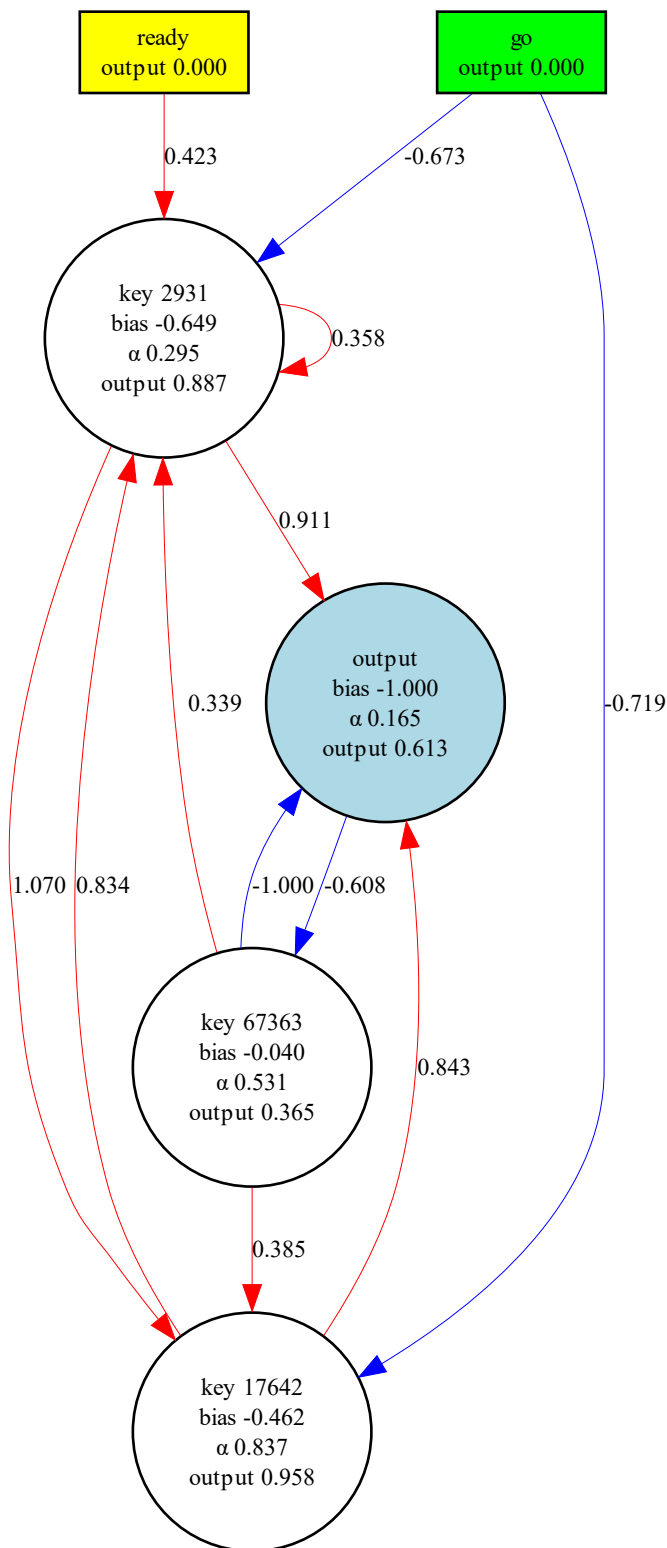 ready
output 0.000
go
output 0.000
0.423
-0.673
key 2931
bias -0.649
α 0.295
output 0.887
0.358
0.911
output
bias -1.000
α 0.165
output 0.613
0.339
-0.719
1.070
0.834
-1.000
-0.608
key 67363
bias -0.040
α 0.531
output 0.365
0.843
0.385
key 17642
bias -0.462
α 0.837
output 0.958